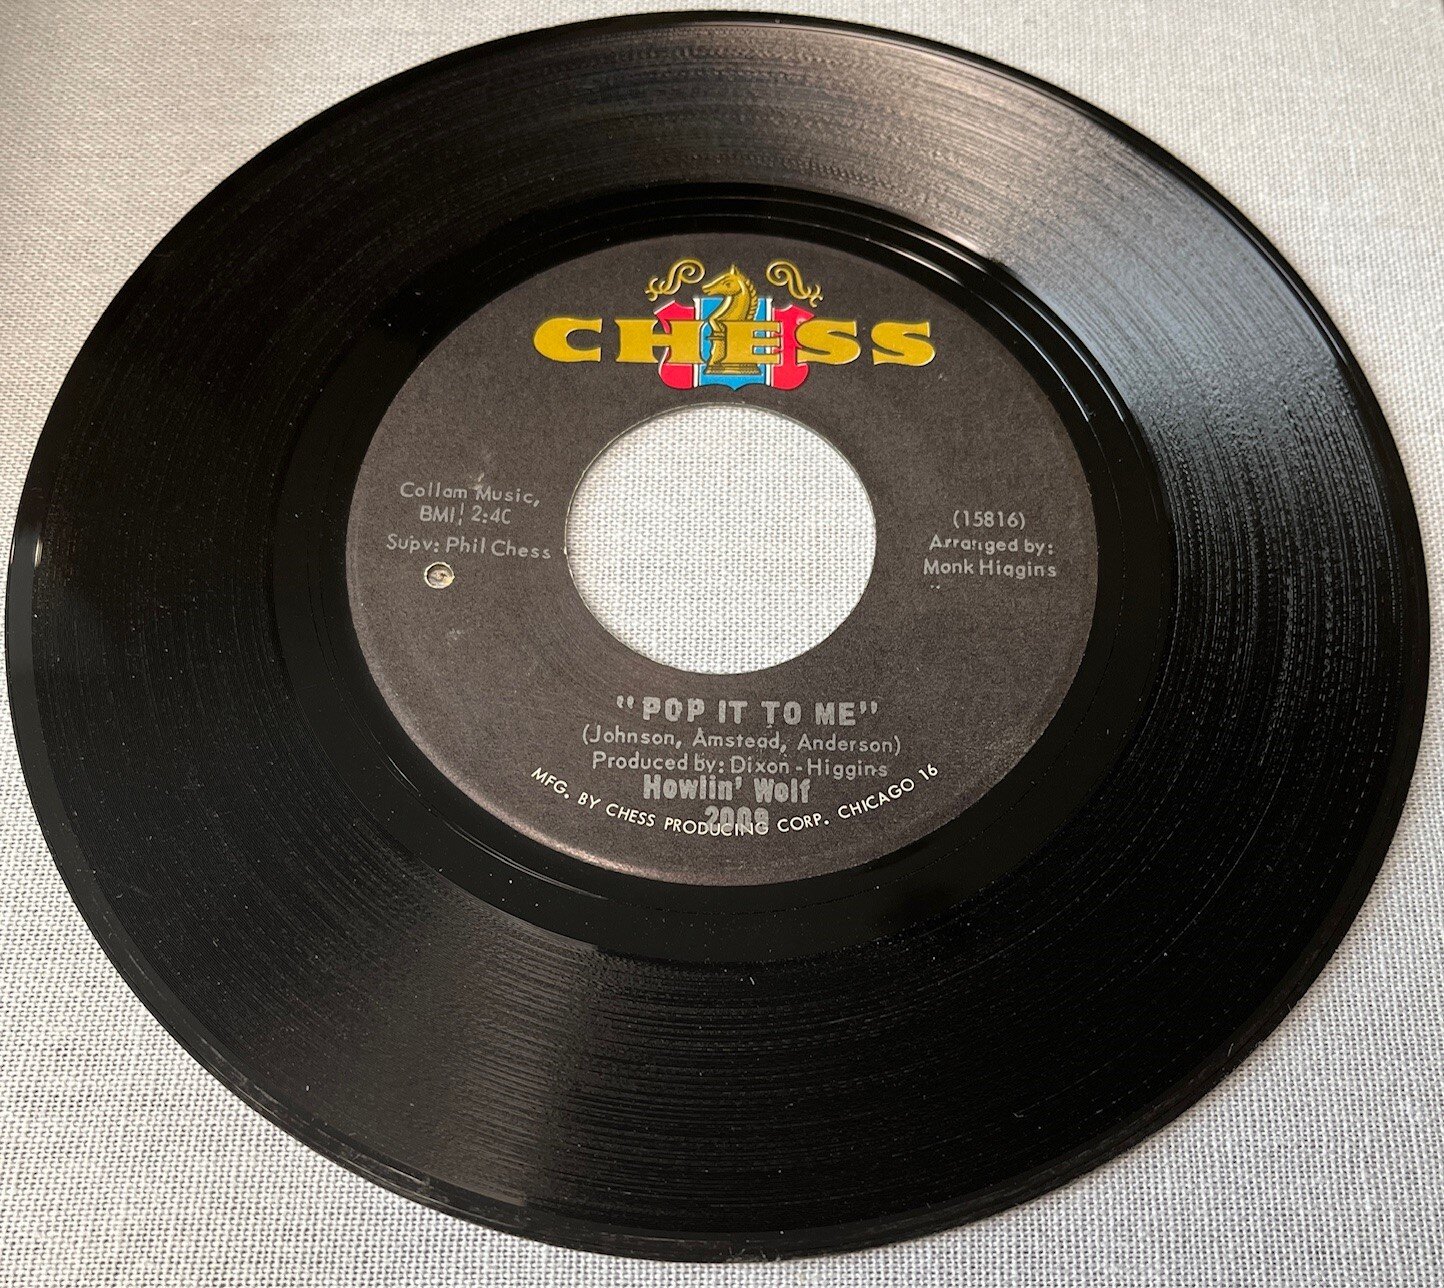 CHESS
Collam Music,
BMI, 2:40
Supv: Phil Chess
(15816)
Arranged by:
Monk Higgins
"POP IT TO ME"
(Johnson, Amstead, Anderson)
Produced by: Dixon-Higgins
Howlin' Wolf
2009
MFG. BY CHESS PRODUCING CORP. CHICAGO 16